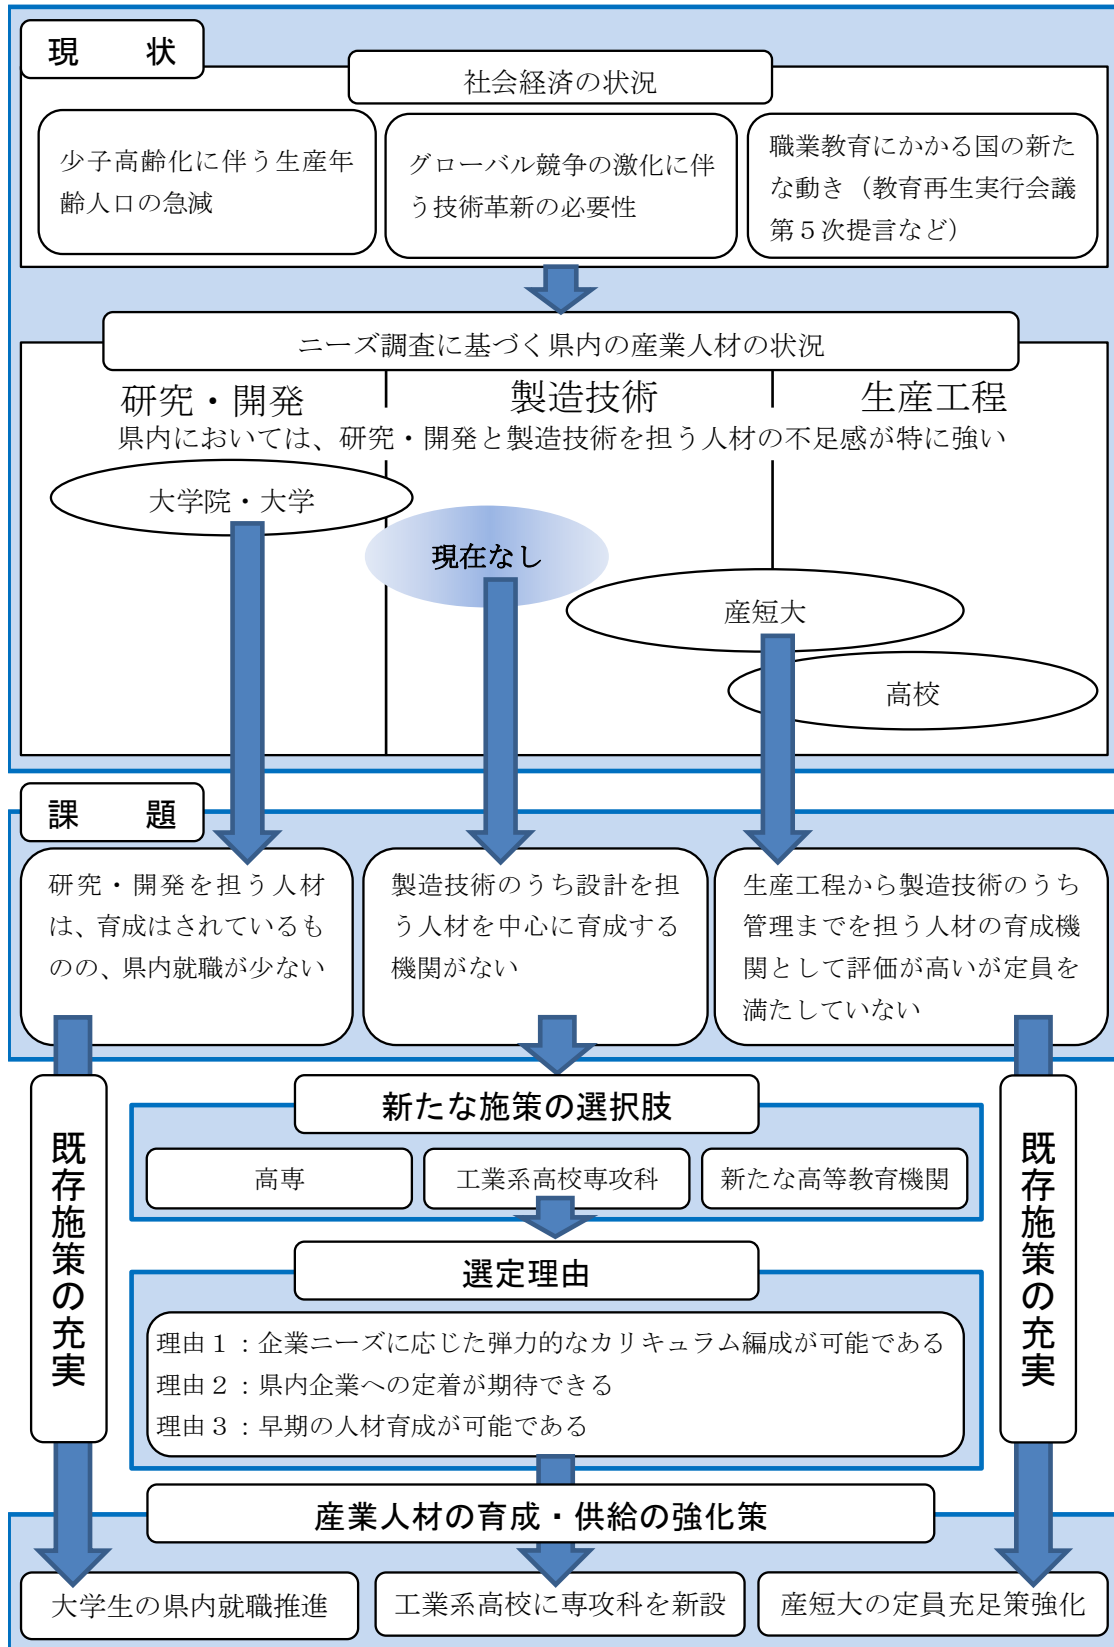 現　　状
社会経済の状況
少子高齢化に伴う生産年
齢人口の急減
グローバル競争の激化に伴
う技術革新の必要性
職業教育にかかる国の新た
な動き（教育再生実行会議
第５次提言など）
ニーズ調査に基づく県内の産業人材の状況
研究・開発
製造技術
生産工程
県内においては、研究・開発と製造技術を担う人材の不足感が特に強い
大学院・大学
現在なし
産短大
高校
課　　題
研究・開発を担う人材
は、育成はされているも
のの、県内就職が少ない
製造技術のうち設計を担
う人材を中心に育成する
機関がない
生産工程から製造技術のうち
管理までを担う人材の育成機
関として評価が高いが定員を
満たしていない
既存施策の充実
新たな施策の選択肢
高専
工業系高校専攻科
新たな高等教育機関
選定理由
理由１：企業ニーズに応じた弾力的なカリキュラム編成が可能である
理由２：県内企業への定着が期待できる
理由３：早期の人材育成が可能である
既存施策の充実
産業人材の育成・供給の強化策
大学生の県内就職推進
工業系高校に専攻科を新設
産短大の定員充足策強化